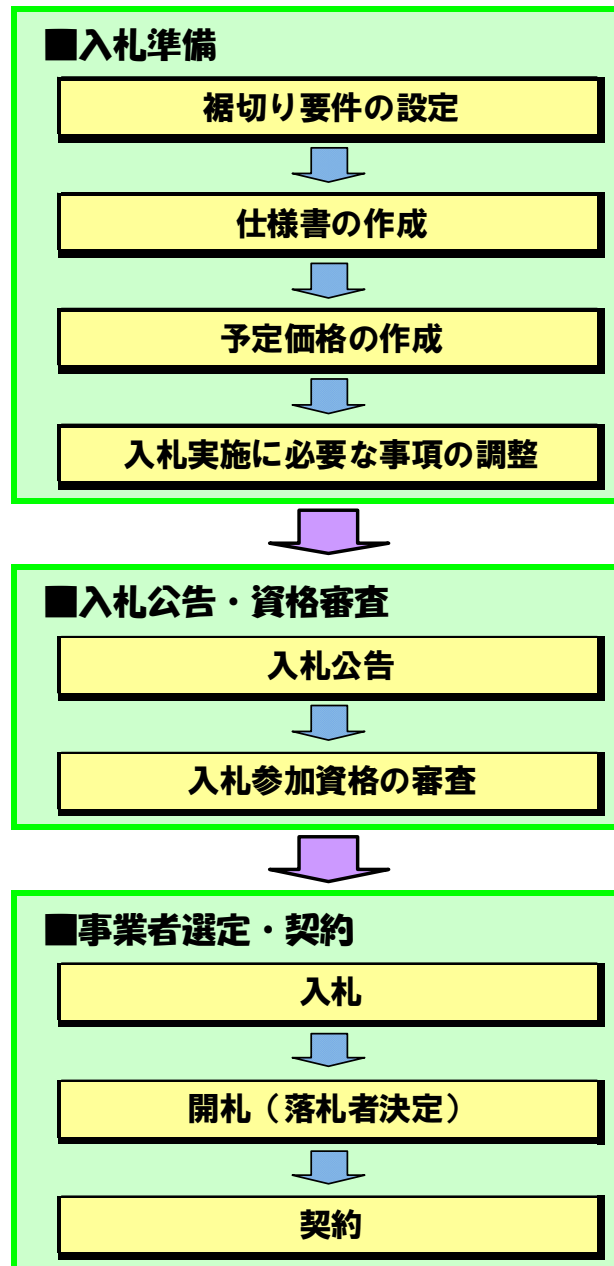 ■入札準備
裾切り要件の設定
仕様書の作成
予定価格の作成
入札実施に必要な事項の調整
■入札公告・資格審査
入札公告
入札参加資格の審査
■事業者選定・契約
入札
開札（落札者決定）
契約